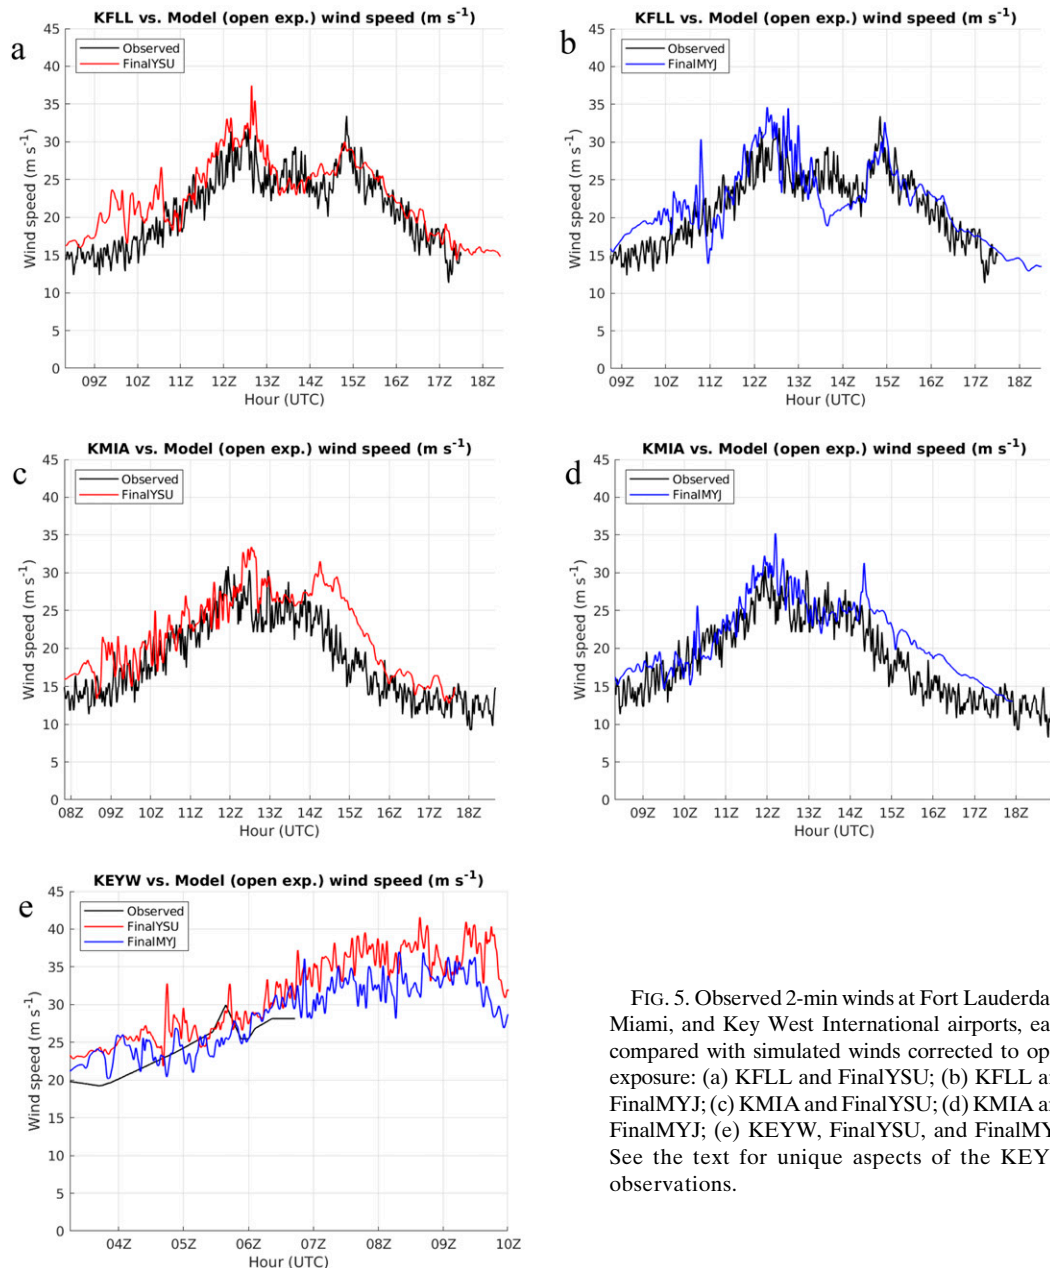 KFLL vs. Model (open exp.) wind speed (m s⁻¹)
a
Observed
FinalYSU
Wind speed (m s⁻¹)
45
40
35
30
25
20
15
10
5
0
09Z 10Z 11Z 12Z 13Z 14Z 15Z 16Z 17Z 18Z
Hour (UTC)
KFLL vs. Model (open exp.) wind speed (m s⁻¹)
b
Observed
FinalMYJ
Wind speed (m s⁻¹)
45
40
35
30
25
20
15
10
5
0
09Z 10Z 11Z 12Z 13Z 14Z 15Z 16Z 17Z 18Z
Hour (UTC)
KMIA vs. Model (open exp.) wind speed (m s⁻¹)
c
Observed
FinalYSU
Wind speed (m s⁻¹)
45
40
35
30
25
20
15
10
5
0
08Z 09Z 10Z 11Z 12Z 13Z 14Z 15Z 16Z 17Z 18Z
Hour (UTC)
KMIA vs. Model (open exp.) wind speed (m s⁻¹)
d
Observed
FinalMYJ
Wind speed (m s⁻¹)
45
40
35
30
25
20
15
10
5
0
09Z 10Z 11Z 12Z 13Z 14Z 15Z 16Z 17Z 18Z
Hour (UTC)
KEYW vs. Model (open exp.) wind speed (m s⁻¹)
e
Observed
FinalYSU
FinalMYJ
Wind speed (m s⁻¹)
45
40
35
30
25
20
15
10
5
0
04Z 05Z 06Z 07Z 08Z 09Z 10Z
Hour (UTC)
FIG. 5. Observed 2-min winds at Fort Lauderda
Miami, and Key West International airports, ea
compared with simulated winds corrected to op
exposure: (a) KFLL and FinalYSU; (b) KFLL a
FinalMYJ; (c) KMIA and FinalYSU; (d) KMIA a
FinalMYJ; (e) KEYW, FinalYSU, and FinalMY
See the text for unique aspects of the KEY
observations.